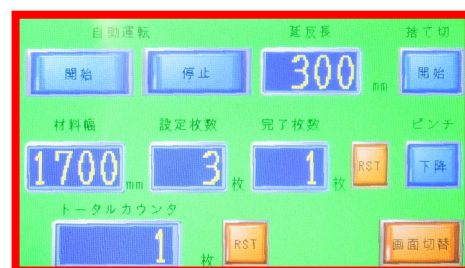 自動運転 延反長 捨て切
開始 停止 300 mm 開始
材料幅 設定枚数 完了枚数 ピンチ
1700 mm 3 枚 1 枚 RST 下降
トータルカウンタ
1 枚 RST 画面切替